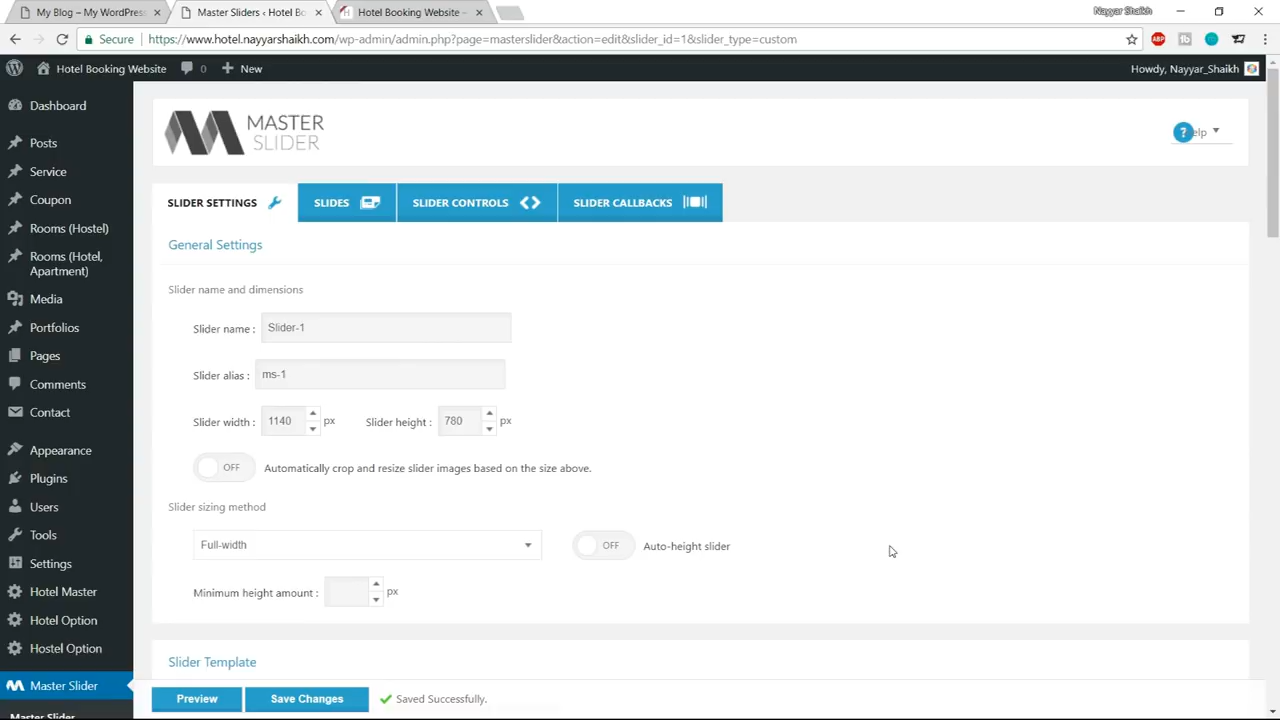 My Blog – My WordPress
Master Sliders ‹ Hotel Bo
Hotel Booking Website –
Nayyar Shaikh
Secure
https://www.hotel.nayyarshaikh.com/wp-admin/admin.php?page=masterslider&action=edit&slider_id=1&slider_type=custom
Hotel Booking Website
0
New
Howdy, Nayyar_Shaikh
Dashboard
Posts
Service
Coupon
Rooms (Hostel)
Rooms (Hotel,
Apartment)
Media
Portfolios
Pages
Comments
Contact
Appearance
Plugins
Users
Tools
Settings
Hotel Master
Hotel Option
Hostel Option
Master Slider
Master Slider
MASTER
SLIDER
? elp
SLIDER SETTINGS
SLIDES
SLIDER CONTROLS
SLIDER CALLBACKS
General Settings
Slider name and dimensions
Slider name : Slider-1
Slider alias : ms-1
Slider width : 1140 px Slider height : 780 px
OFF Automatically crop and resize slider images based on the size above.
Slider sizing method
Full-width OFF Auto-height slider
Minimum height amount : px
Slider Template
Preview Save Changes Saved Successfully.